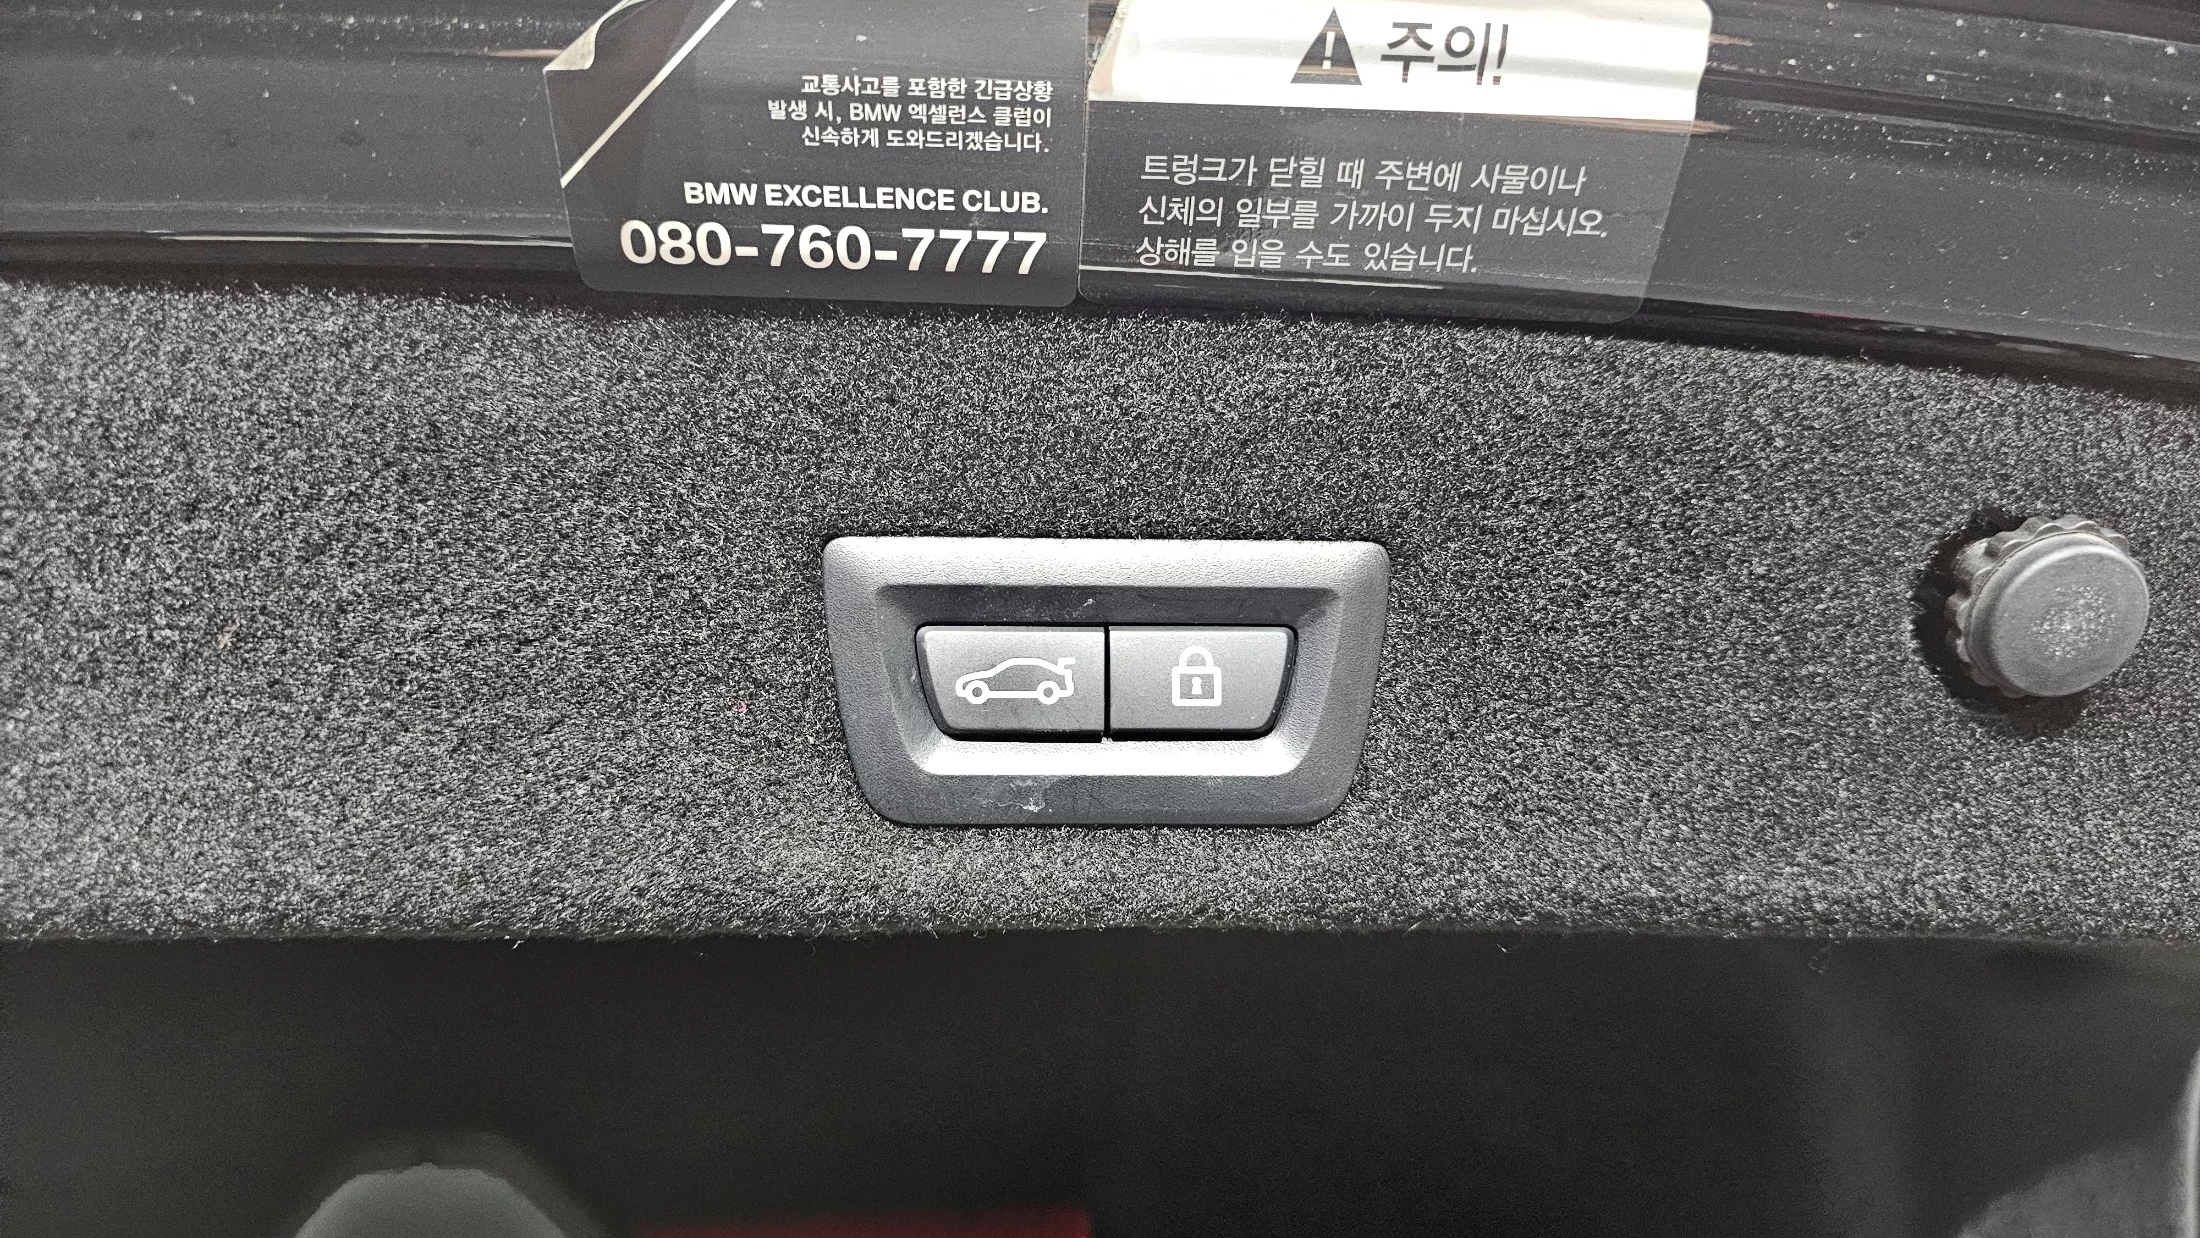 교통사고를 포함한 긴급상황
발생 시, BMW 엑셀런스 클럽이
신속하게 도와드리겠습니다.
BMW EXCELLENCE CLUB.
080-760-7777
주의!
트렁크가 닫힐 때 주변에 사물이나
신체의 일부를 가까이 두지 마십시오.
상해를 입을 수도 있습니다.